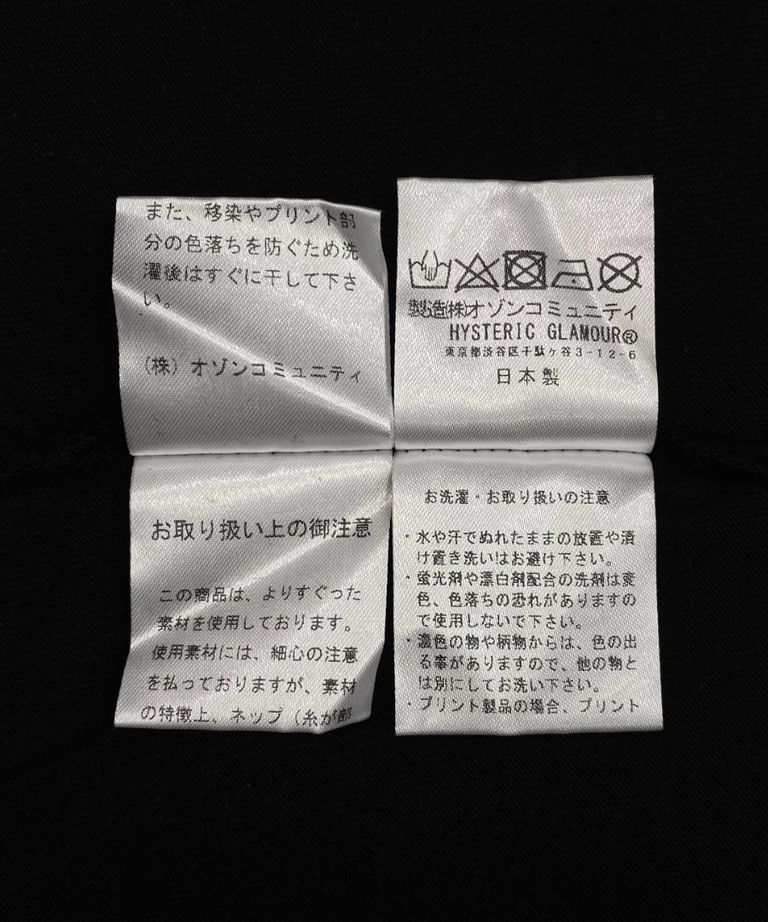 また、移染やプリント部
分の色落ちを防ぐため洗
濯後はすぐに干して下さ
い。
(株) オゾンコミュニティ
製造(株)オゾンコミュニティ
HYSTERIC GLAMOUR®
東京都渋谷区千駄ヶ谷3-12-6
日本製
お取り扱い上の御注意
この商品は、よりすぐった
素材を使用しております。
使用素材には、細心の注意
を払っておりますが、素材
の特徴上、ネップ（糸が部
お洗濯・お取り扱いの注意
・水や汗でぬれたままの放置や漬
け置き洗いはお避け下さい。
・蛍光剤や漂白剤配合の洗剤は変
色、色落ちの恐れがありますの
で使用しないで下さい。
・濃色の物や柄物からは、色の出
る事がありますので、他の物と
は別にしてお洗い下さい。
・プリント製品の場合、プリント